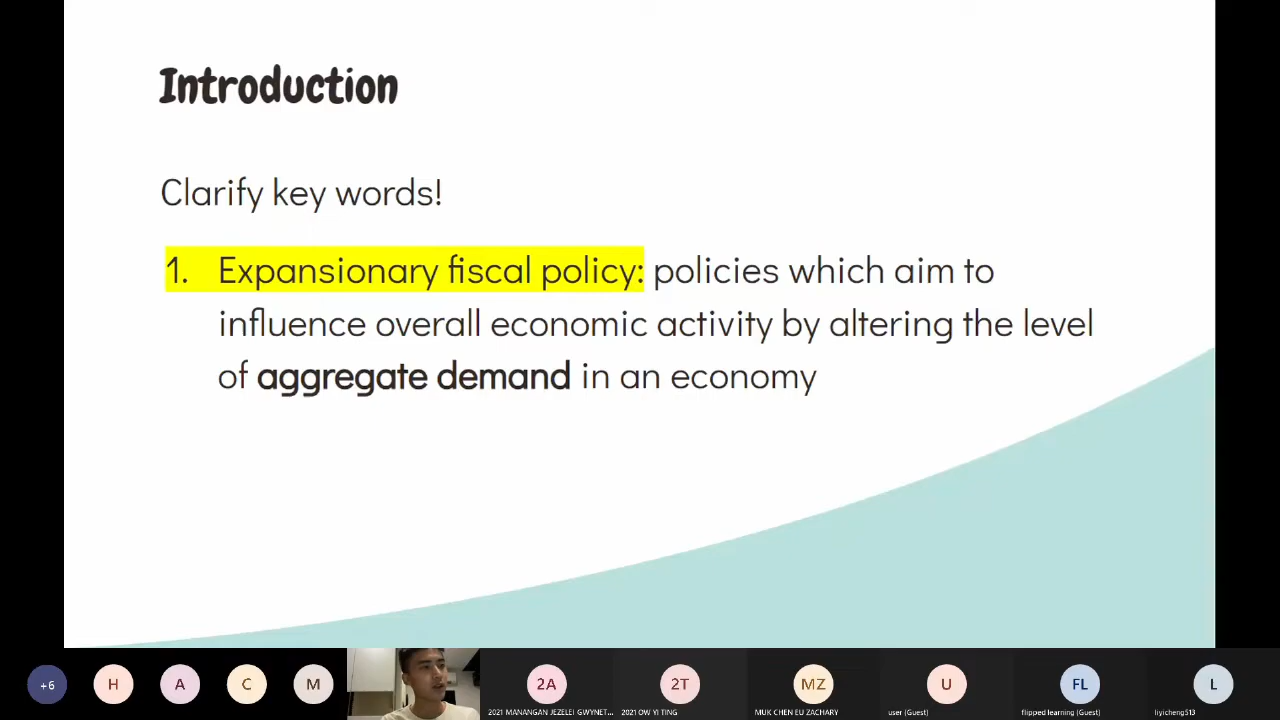 Introduction
Clarify key words!
1. Expansionary fiscal policy: policies which aim to
influence overall economic activity by altering the level
of aggregate demand in an economy
+6
H
A
C
M
2A
2T
MZ
U
FL
L
2021 MANANGAN JEZELEI GWYNET...
2021 OW YI TING
MUK CHEN EU ZACHARY
user (Guest)
flipped learning (Guest)
liyicheng513